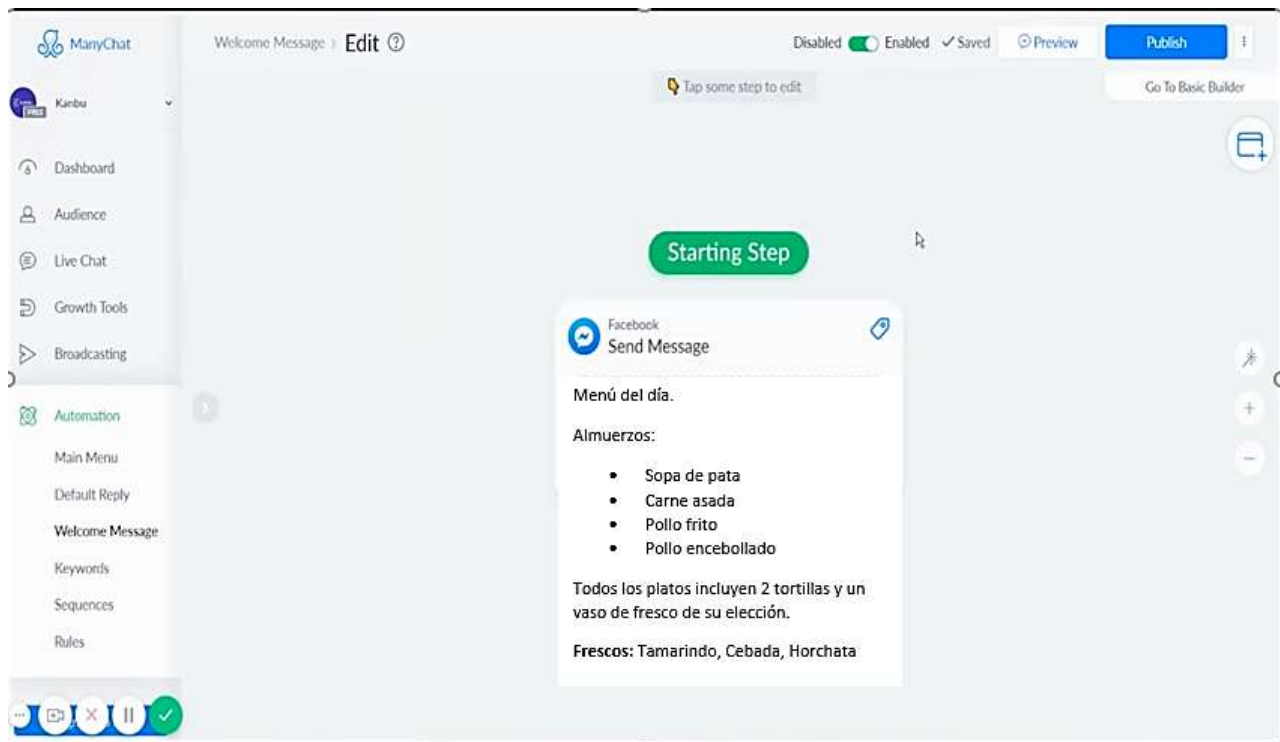 ManyChat
Welcome Message › Edit ?
Disabled Enabled ✓ Saved Preview Publish
Tap some step to edit
Go To Basic Builder
Kanbu
FREE
Dashboard
Audience
Live Chat
Growth Tools
Broadcasting
Automation
Main Menu
Default Reply
Welcome Message
Keywords
Sequences
Rules
Starting Step
Facebook
Send Message
Menú del día.
Almuerzos:
• Sopa de pata
• Carne asada
• Pollo frito
• Pollo encebollado
Todos los platos incluyen 2 tortillas y un
vaso de fresco de su elección.
Frescos: Tamarindo, Cebada, Horchata